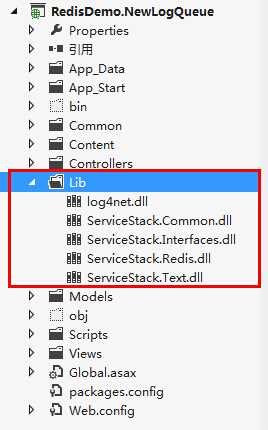 RedisDemo.NewLogQueue
Properties
引用
App_Data
App_Start
bin
Common
Content
Controllers
Lib
log4net.dll
ServiceStack.Common.dll
ServiceStack.Interfaces.dll
ServiceStack.Redis.dll
ServiceStack.Text.dll
Models
obj
Scripts
Views
Global.asax
packages.config
Web.config